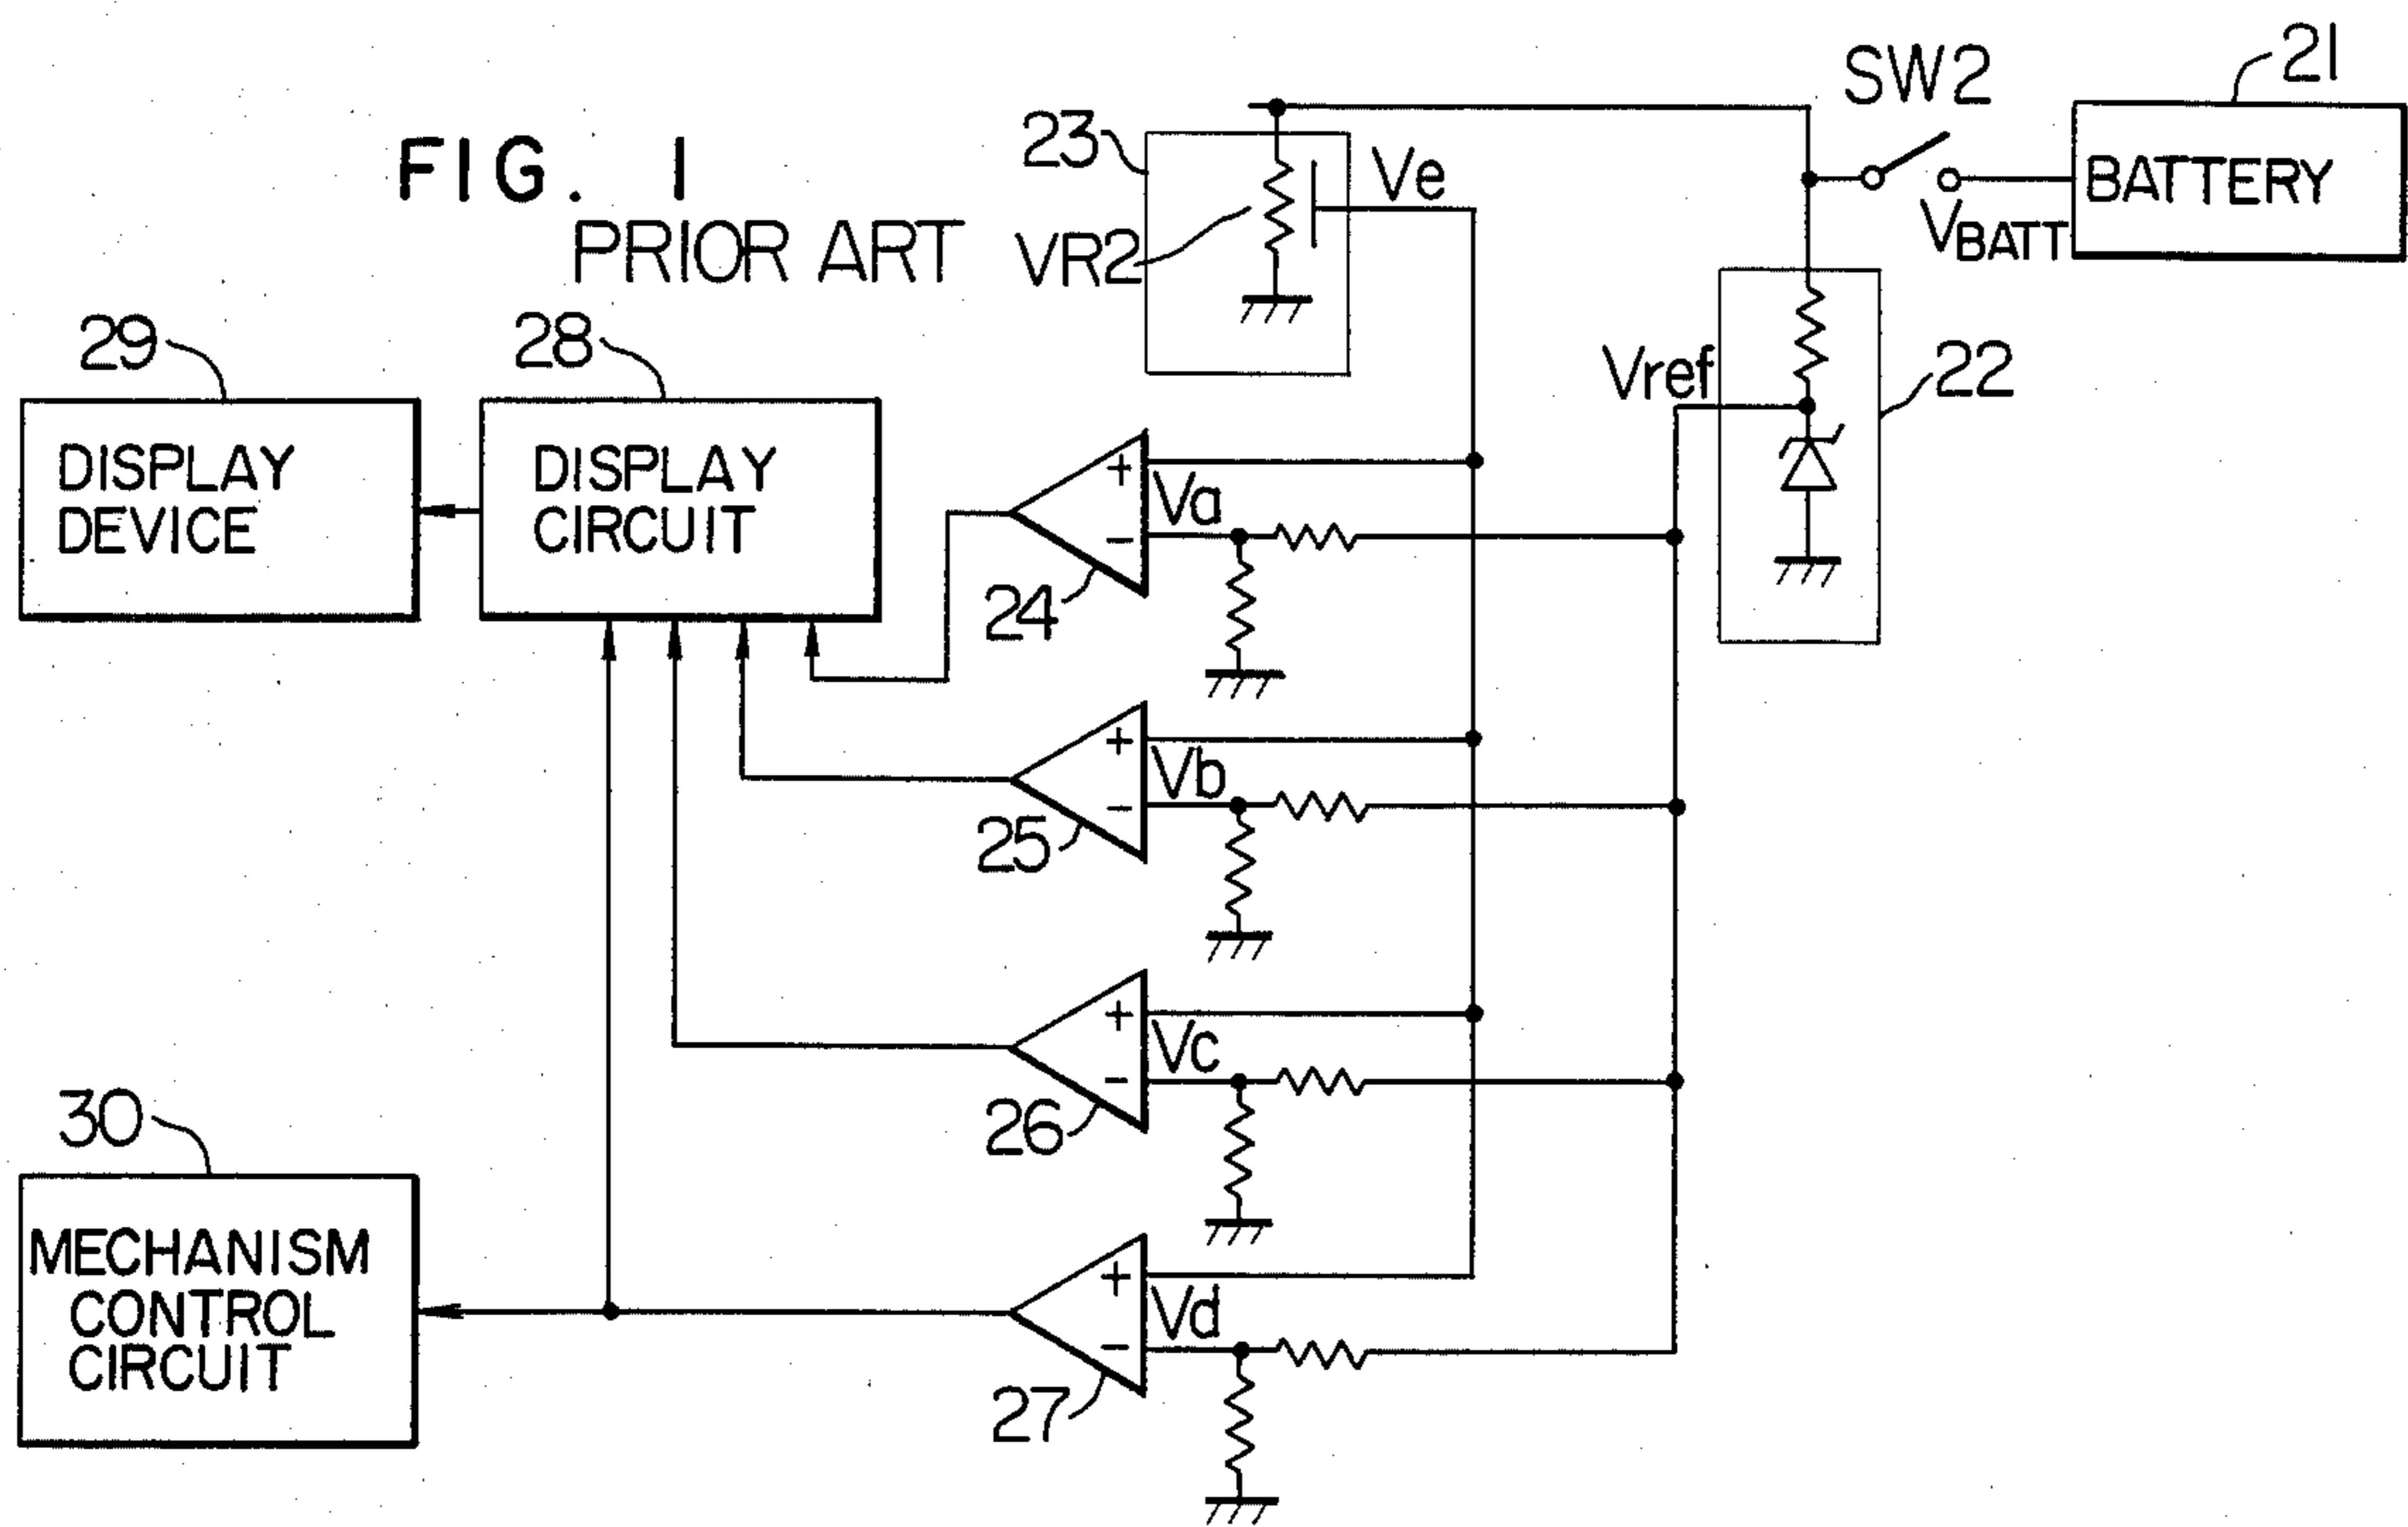 FIG. 1
PRIOR ART
SW2
21
BATTERY
VBATT
23
Ve
VR2
Vref
22
29
DISPLAY
DEVICE
28
DISPLAY
CIRCUIT
+
Va
-
24
+
Vb
-
25
+
Vc
-
26
30
MECHANISM
CONTROL
CIRCUIT
+
Vd
-
27